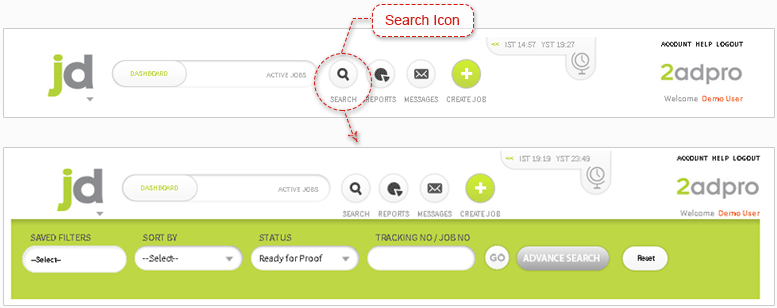 Search Icon
<< IST 14:57 YST 19:27
ACCOUNT HELP LOGOUT
jd
DASHBOARD
ACTIVE JOBS
2adpro
SEARCH REPORTS MESSAGES CREATE JOB
Welcome Demo User
<< IST 19:19 YST 23:49
ACCOUNT HELP LOGOUT
jd
DASHBOARD
ACTIVE JOBS
2adpro
SEARCH REPORTS MESSAGES CREATE JOB
Welcome Demo User
SAVED FILTERS SORT BY STATUS TRACKING NO / JOB NO
--Select-- --Select-- Ready for Proof GO ADVANCE SEARCH Reset